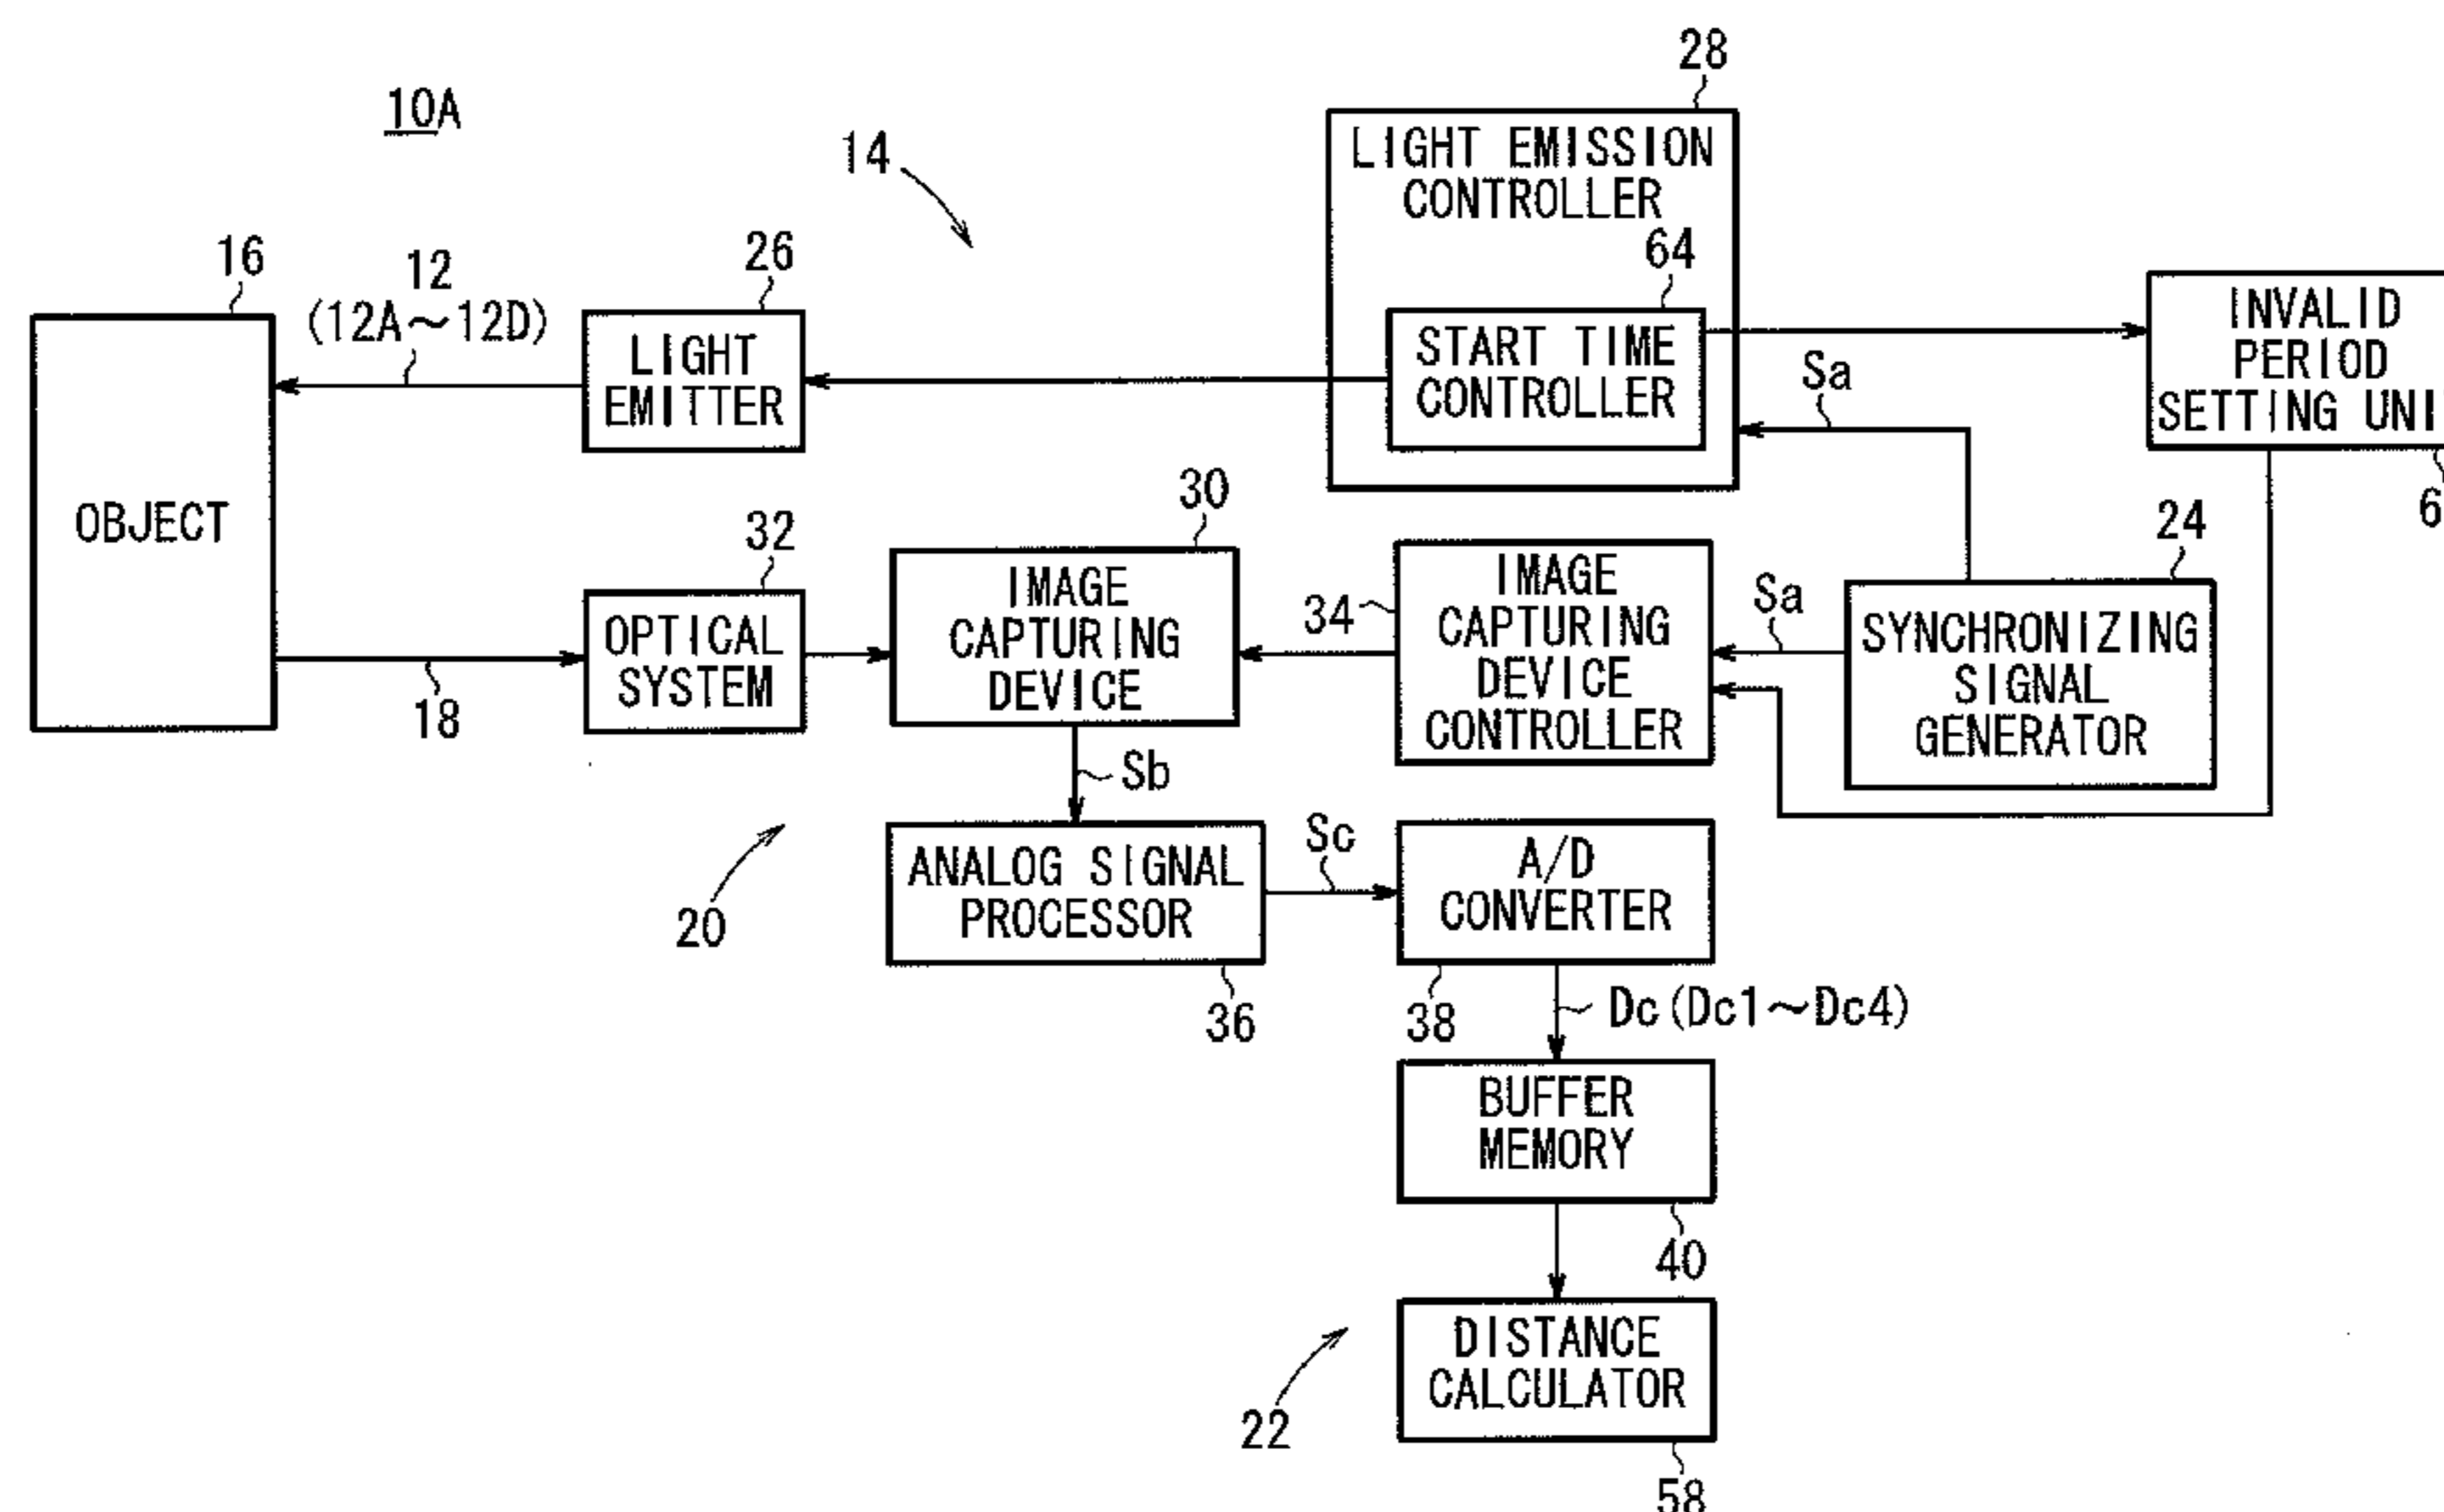 10A
28
14
LIGHT EMISSION
CONTROLLER
64
START TIME
CONTROLLER
16
12
(12A~12D)
26
LIGHT
EMITTER
INVALID
PERIOD
SETTING UNI
6
Sa
OBJECT
32
OPTICAL
SYSTEM
18
30
IMAGE
CAPTURING
DEVICE
34
IMAGE
CAPTURING
DEVICE
CONTROLLER
Sa
24
SYNCHRONIZING
SIGNAL
GENERATOR
Sb
20
ANALOG SIGNAL
PROCESSOR
36
Sc
A/D
CONVERTER
38
Dc(Dc1~Dc4)
BUFFER
MEMORY
40
22
DISTANCE
CALCULATOR
58